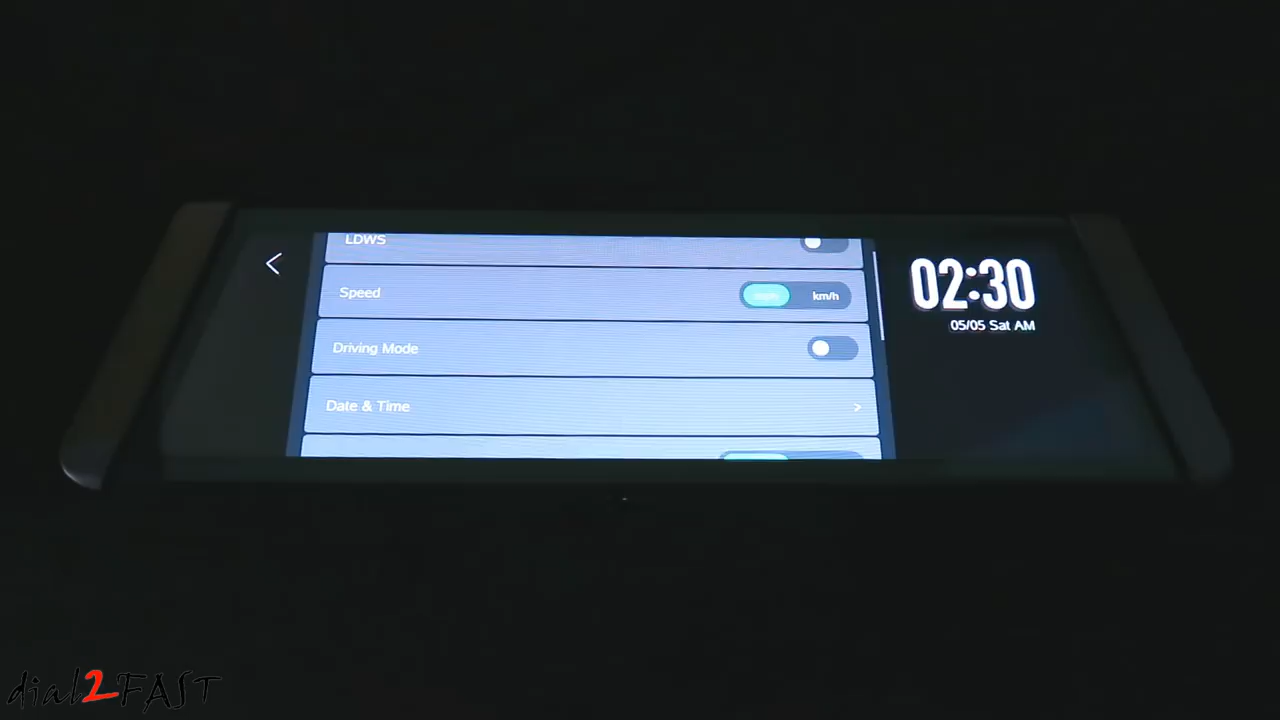 LDWS
Speed
km/h
Driving Mode
Date & Time
>
02:30
05/05 Sat AM
dial2FAST